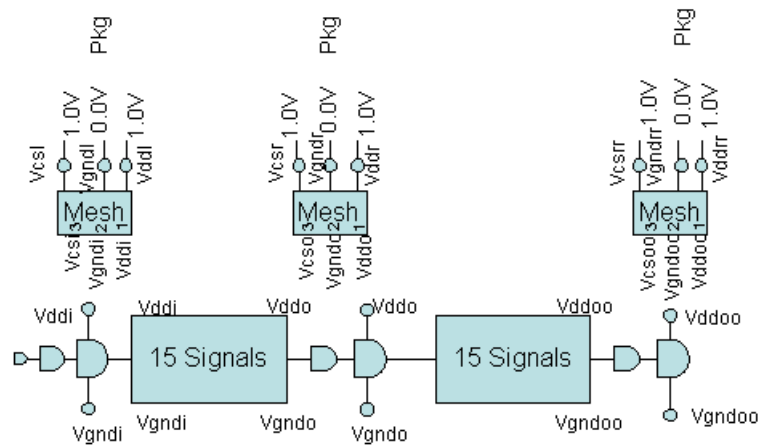 Pkg
Pkg
Pkg
1.0V
0.0V
1.0V
1.0V
0.0V
1.0V
1.0V
0.0V
1.0V
Vcsl
Vgndl
Vddl
Vcsr
Vgndr
Vddr
Vcsrr
Vgndrr
Vddrr
Mesh
Mesh
Mesh
3 2 1
3 2 1
3 2 1
Vcsi
Vgndi
Vddi
Vcso
Vgndo
Vddo
Vcsoo
Vgndoo
Vddoo
Vddi
Vddi
Vddo
Vddo
Vddoo
Vddoo
15 Signals
15 Signals
Vgndi
Vgndi
Vgndo
Vgndo
Vgndoo
Vgndoo